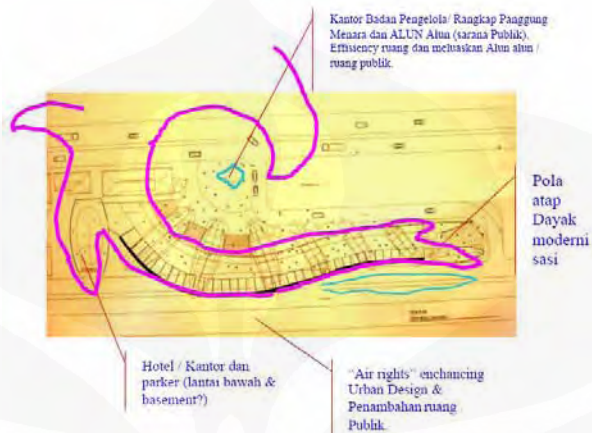 Kantor Badan Pengelola/ Rangkap Panggung
Menara dan ALUN Alun (sarana Publik).
Effisiency ruang dan meluaskan Alun alun /
ruang publik.
Pola
atap
Dayak
moderni
sasi
Hotel / Kantor dan
parker (lantai bawah &
basement?)
"Air rights" enchancing
Urban Design &
Penambahan ruang
Publik.